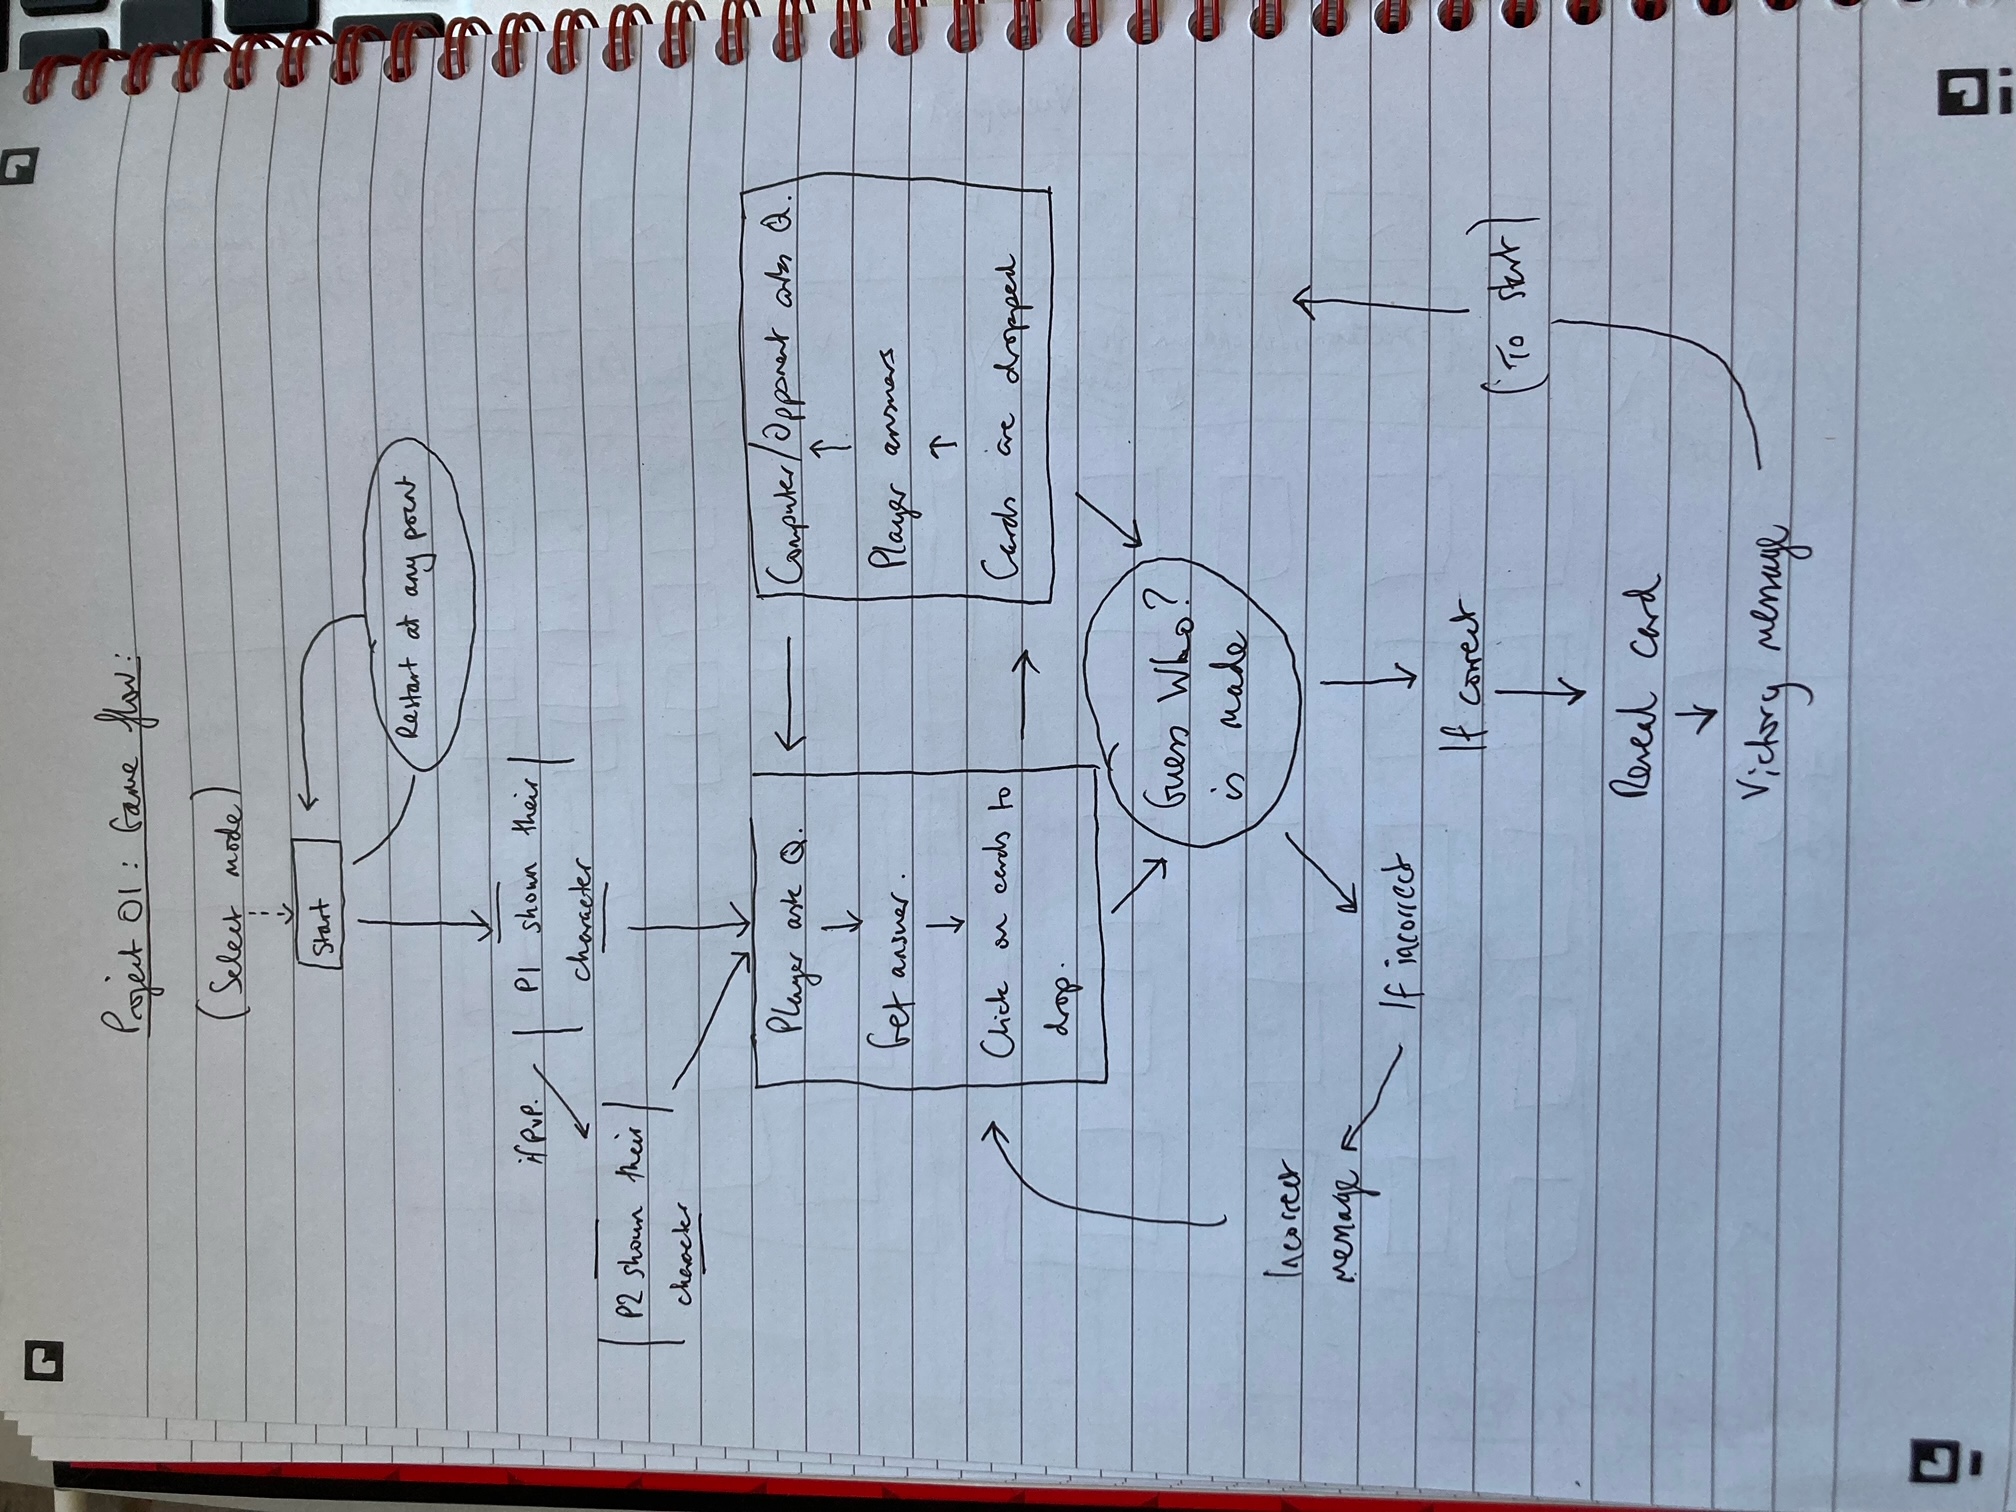 Project 01: Game flow:
(Select mode)
Start
Restart at any point
if PvP.
P1 shown their
character
P2 shown their
character
Player ask Q.
Get answer.
Click on cards to
drop.
Computer/Opponent asks Q.
Player answers
Cards are dropped
Guess Who?
is made
Incorrect
message
If incorrect
If correct
(To start)
Reveal card
Victory message